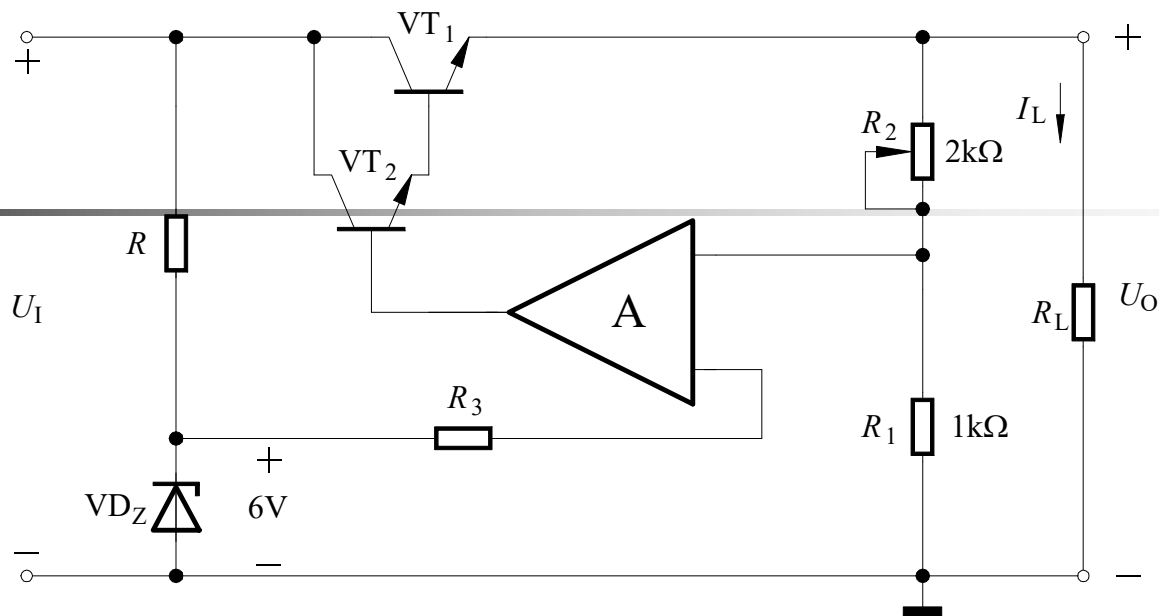 VT1
+
+
R2
2kΩ
IL
VT2
R
UI
A
RL
UO
R3
R1
1kΩ
+
VDZ
6V
−
−
−